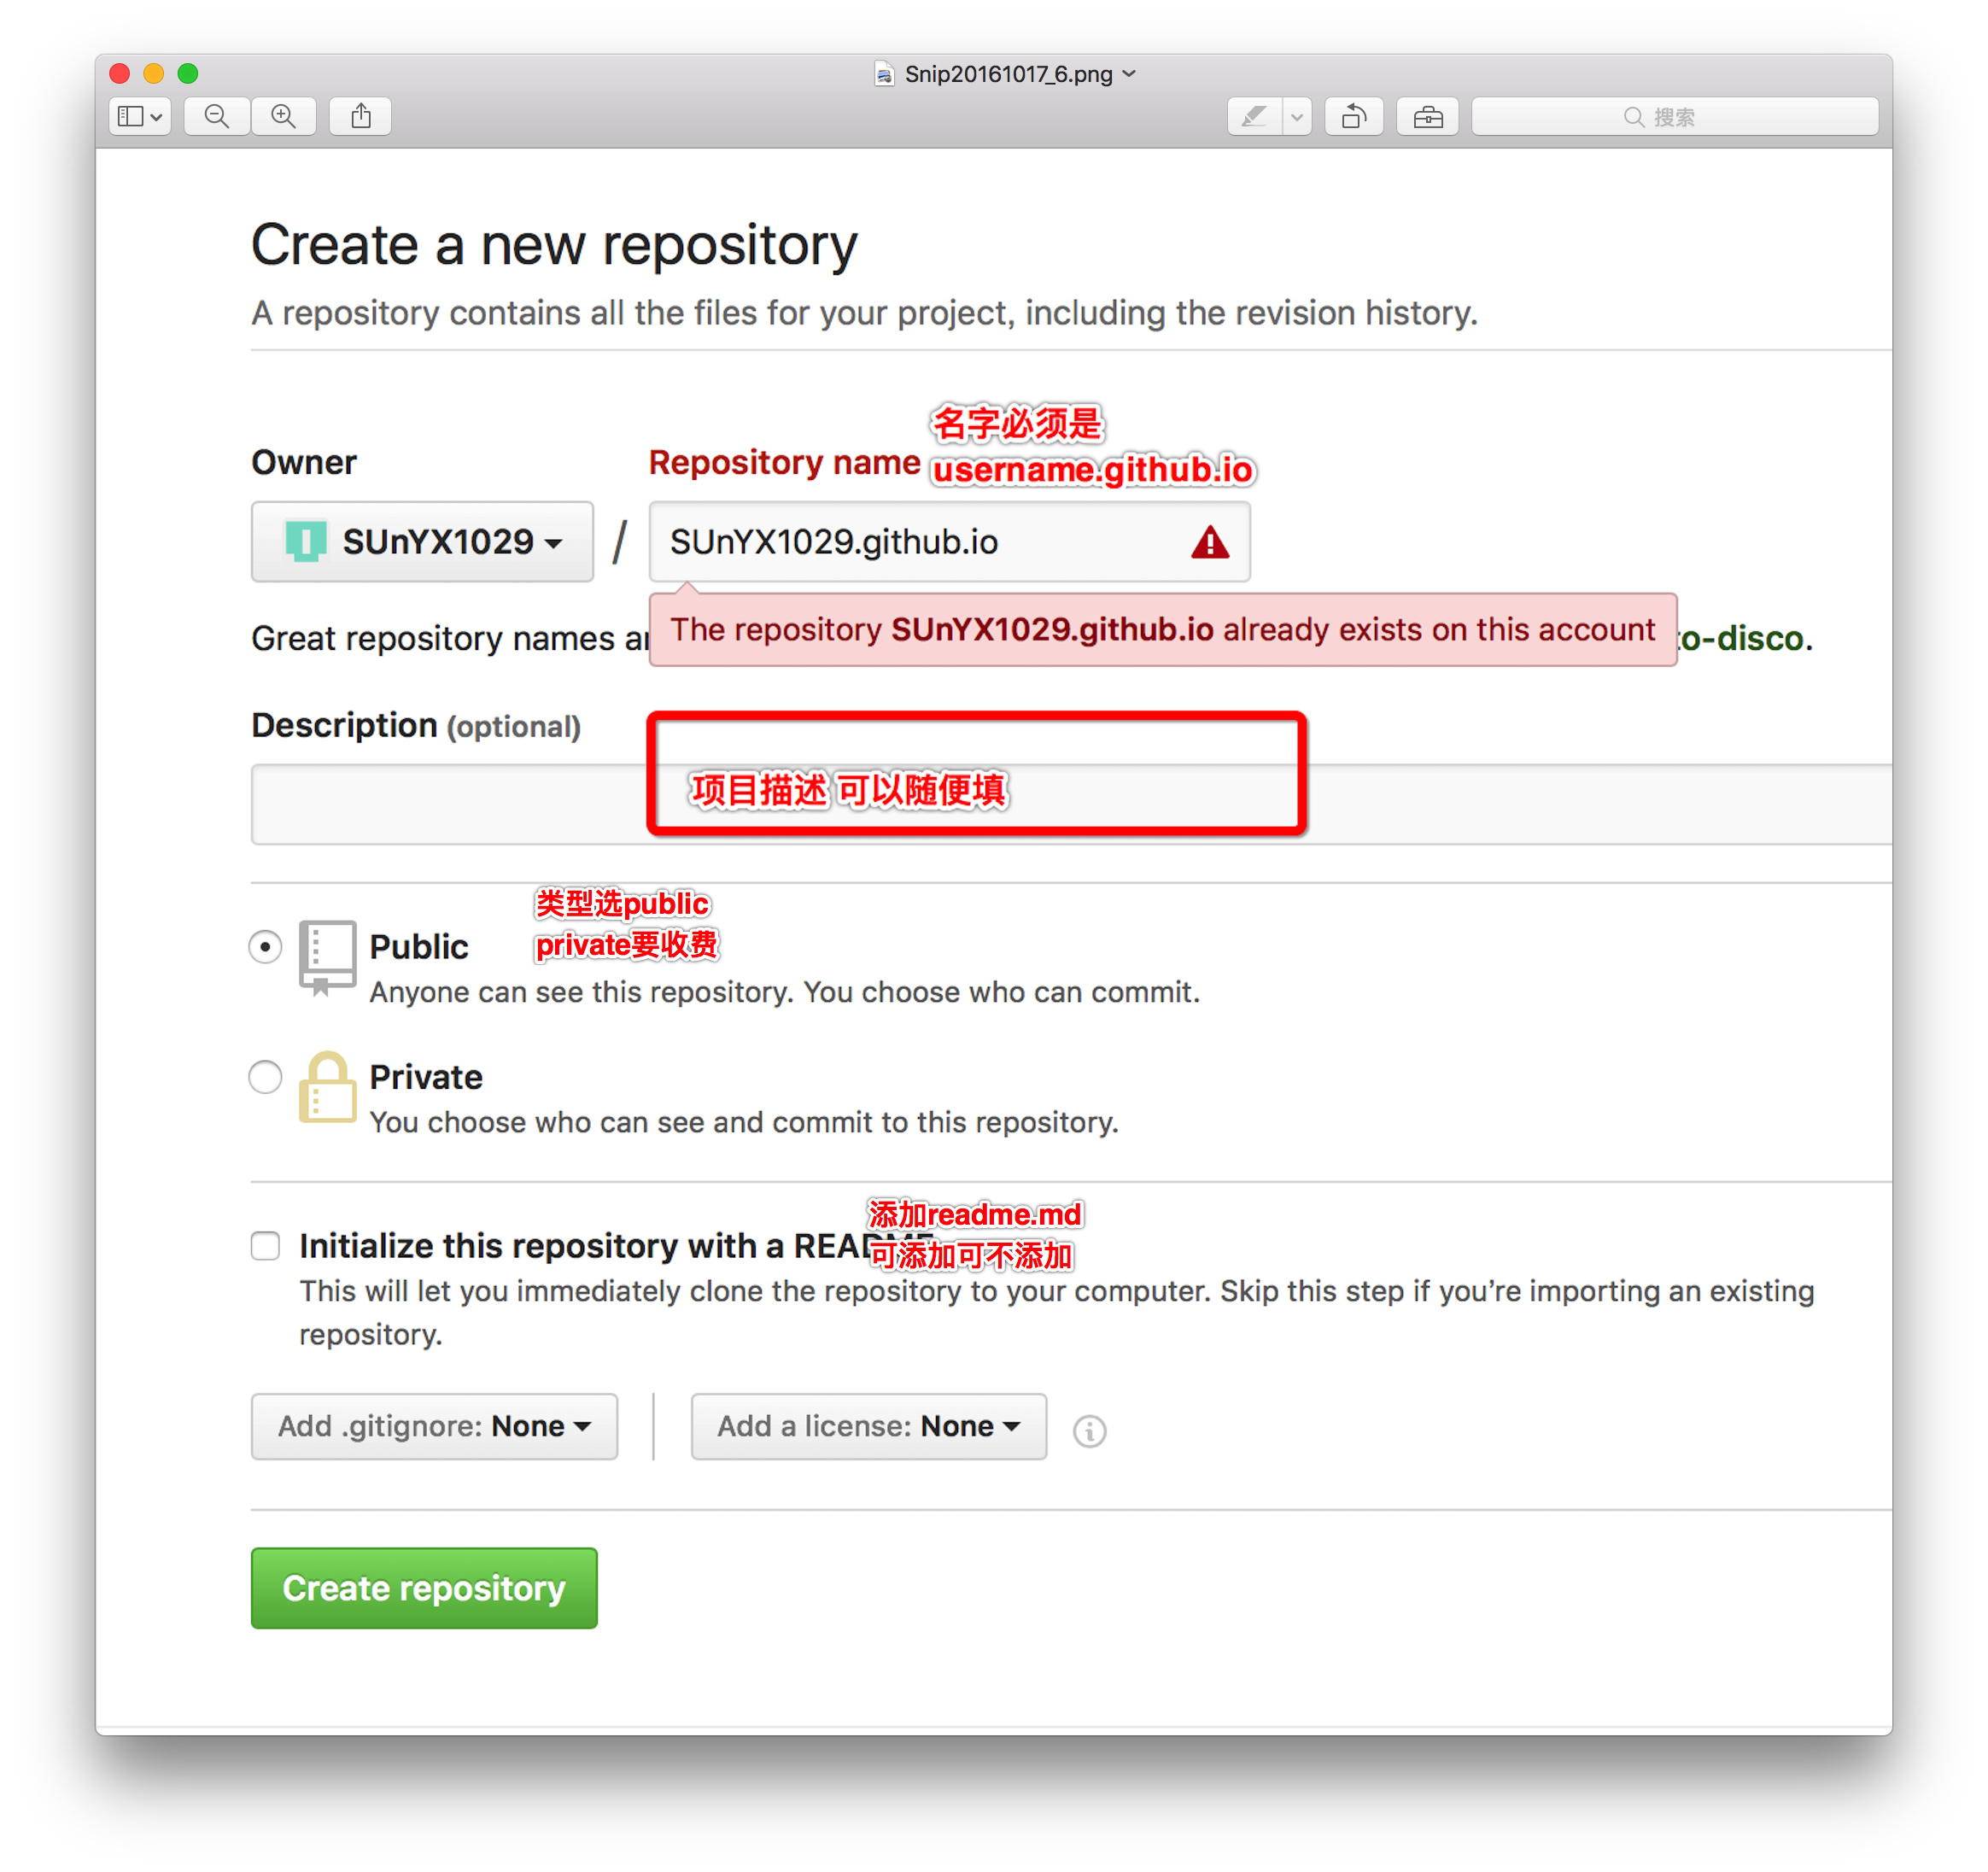 Snip20161017_6.png
搜索
Create a new repository
A repository contains all the files for your project, including the revision history.
名字必须是
Owner
Repository name
username.github.io
SUnYX1029 / SUnYX1029.github.io
The repository SUnYX1029.github.io already exists on this account
Great repository names to-disco.
Description (optional)
项目描述 可以随便填
类型选public
private要收费
Public
Anyone can see this repository. You choose who can commit.
Private
You choose who can see and commit to this repository.
添加readme.md
Initialize this repository with a README
可添加可不添加
This will let you immediately clone the repository to your computer. Skip this step if you’re importing an existing
repository.
Add .gitignore: None
Add a license: None
Create repository